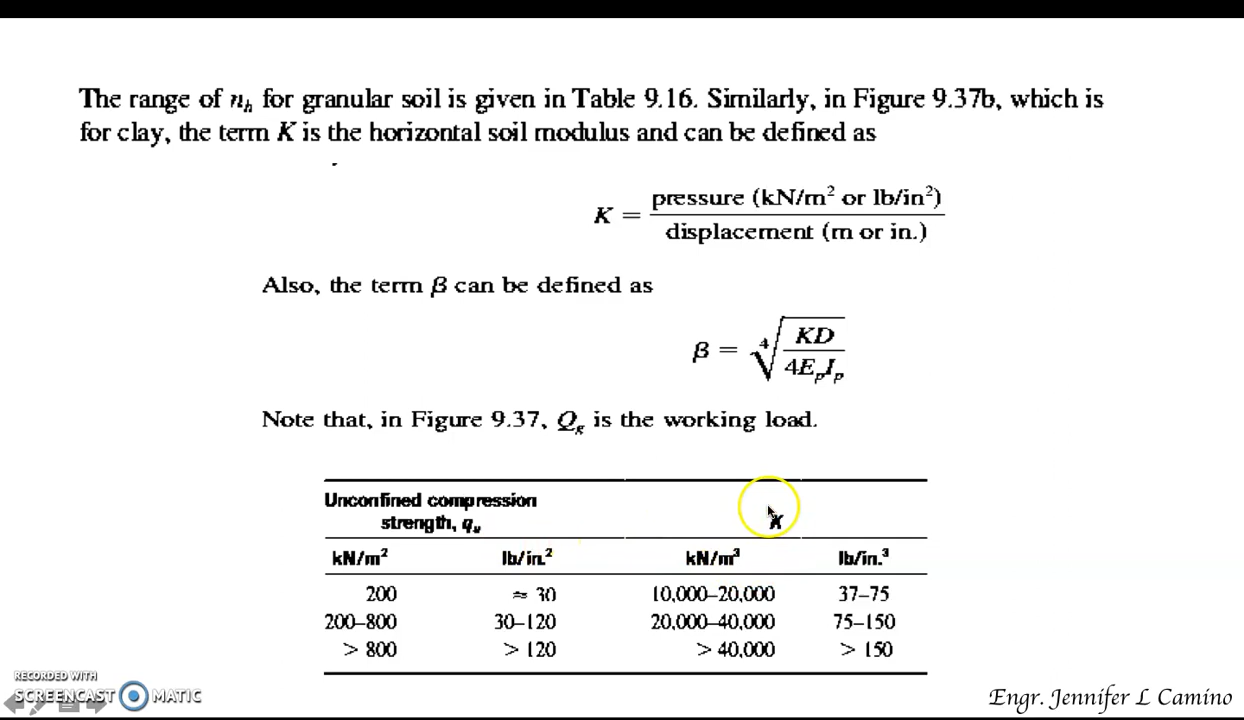 The range of nₕ for granular soil is given in Table 9.16. Similarly, in Figure 9.37b, which is
for clay, the term K is the horizontal soil modulus and can be defined as
K = pressure (kN/m² or lb/in²) / displacement (m or in.)
Also, the term β can be defined as
β = ⁴√(KD / 4EₚIₚ)
Note that, in Figure 9.37, Q_g is the working load.
Unconfined compression
strength, qᵤ K
kN/m² lb/in.² kN/m³ lb/in.³
200 ≈ 30 10,000–20,000 37–75
200–800 30–120 20,000–40,000 75–150
> 800 > 120 > 40,000 > 150
RECORDED WITH
SCREENCAST MATIC
Engr. Jennifer L Camino